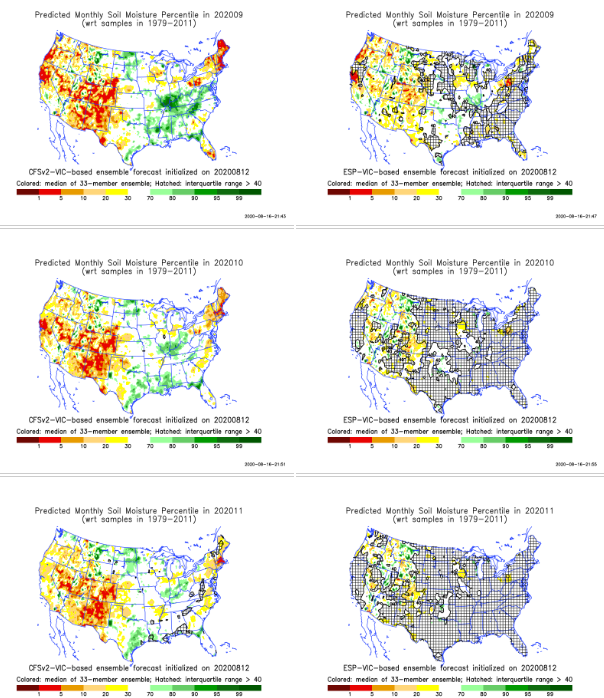 Predicted Monthly Soil Moisture Percentile in 202009
(wrt samples in 1979-2011)
CFSv2-VIC-based ensemble forecast initialized on 20200812
Colored: median of 33-member ensemble; Hatched: interquartile range > 40
1 5 10 20 30 70 80 90 95 99
2020-08-16-21:45
Predicted Monthly Soil Moisture Percentile in 202009
(wrt samples in 1979-2011)
ESP-VIC-based ensemble forecast initialized on 20200812
Colored: median of 33-member ensemble; Hatched: interquartile range > 40
1 5 10 20 30 70 80 90 95 99
2020-08-16-21:47
Predicted Monthly Soil Moisture Percentile in 202010
(wrt samples in 1979-2011)
CFSv2-VIC-based ensemble forecast initialized on 20200812
Colored: median of 33-member ensemble; Hatched: interquartile range > 40
1 5 10 20 30 70 80 90 95 99
2020-08-16-21:51
Predicted Monthly Soil Moisture Percentile in 202010
(wrt samples in 1979-2011)
ESP-VIC-based ensemble forecast initialized on 20200812
Colored: median of 33-member ensemble; Hatched: interquartile range > 40
1 5 10 20 30 70 80 90 95 99
2020-08-16-21:55
Predicted Monthly Soil Moisture Percentile in 202011
(wrt samples in 1979-2011)
CFSv2-VIC-based ensemble forecast initialized on 20200812
Colored: median of 33-member ensemble; Hatched: interquartile range > 40
1 5 10 20 30 70 80 90 95 99
Predicted Monthly Soil Moisture Percentile in 202011
(wrt samples in 1979-2011)
ESP-VIC-based ensemble forecast initialized on 20200812
Colored: median of 33-member ensemble; Hatched: interquartile range > 40
1 5 10 20 30 70 80 90 95 99